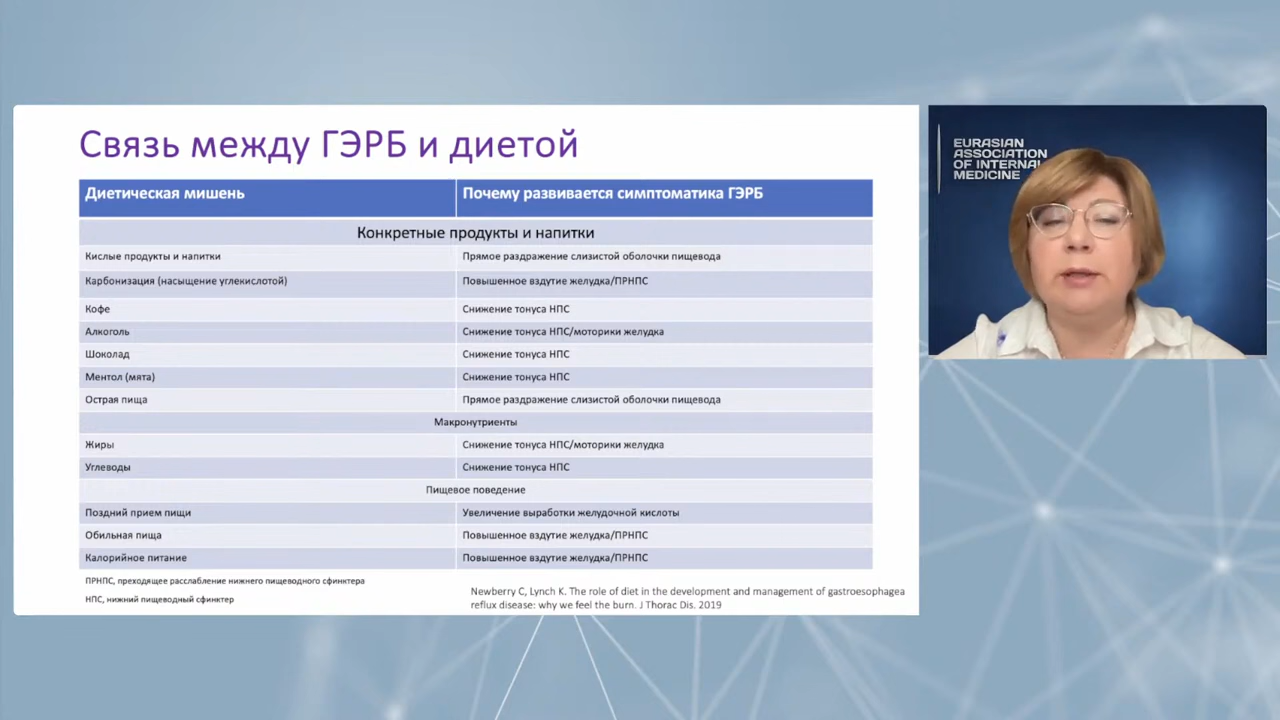 Связь между ГЭРБ и диетой
Диетическая мишень
Почему развивается симптоматика ГЭРБ
Конкретные продукты и напитки
Кислые продукты и напитки
Прямое раздражение слизистой оболочки пищевода
Карбонизация (насыщение углекислотой)
Повышенное вздутие желудка/ПРНПС
Кофе
Снижение тонуса НПС
Алкоголь
Снижение тонуса НПС/моторики желудка
Шоколад
Снижение тонуса НПС
Ментол (мята)
Снижение тонуса НПС
Острая пища
Прямое раздражение слизистой оболочки пищевода
Макронутриенты
Жиры
Снижение тонуса НПС/моторики желудка
Углеводы
Снижение тонуса НПС
Пищевое поведение
Поздний прием пищи
Увеличение выработки желудочной кислоты
Обильная пища
Повышенное вздутие желудка/ПРНПС
Калорийное питание
Повышенное вздутие желудка/ПРНПС
ПРНПС, преходящее расслабление нижнего пищеводного сфинктера
НПС, нижний пищеводный сфинктер
Newberry C, Lynch K. The role of diet in the development and management of gastroesophagea
reflux disease: why we feel the burn. J Thorac Dis. 2019
EURASIAN
ASSOCIATION
OF INTERNAL
MEDICINE